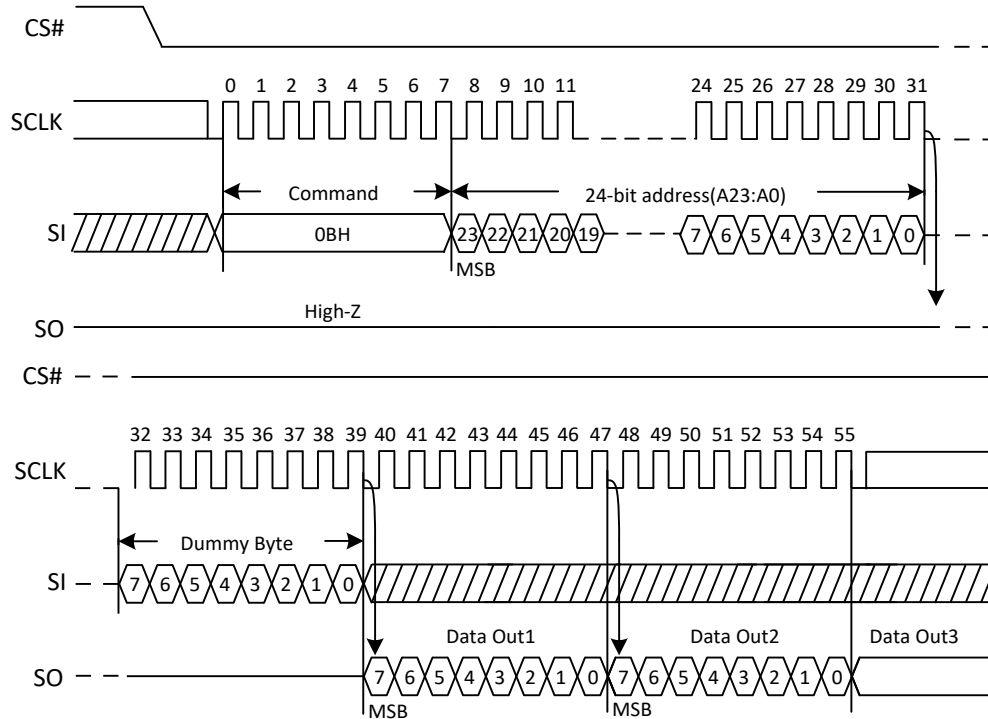 CS#
0 1 2 3 4 5 6 7 8 9 10 11 24 25 26 27 28 29 30 31
SCLK
Command 24-bit address(A23:A0)
SI 0BH 23 22 21 20 19 7 6 5 4 3 2 1 0
MSB
High-Z
SO
CS#
32 33 34 35 36 37 38 39 40 41 42 43 44 45 46 47 48 49 50 51 52 53 54 55
SCLK
Dummy Byte
SI 7 6 5 4 3 2 1 0
Data Out1 Data Out2 Data Out3
SO 7 6 5 4 3 2 1 0 7 6 5 4 3 2 1 0
MSB MSB